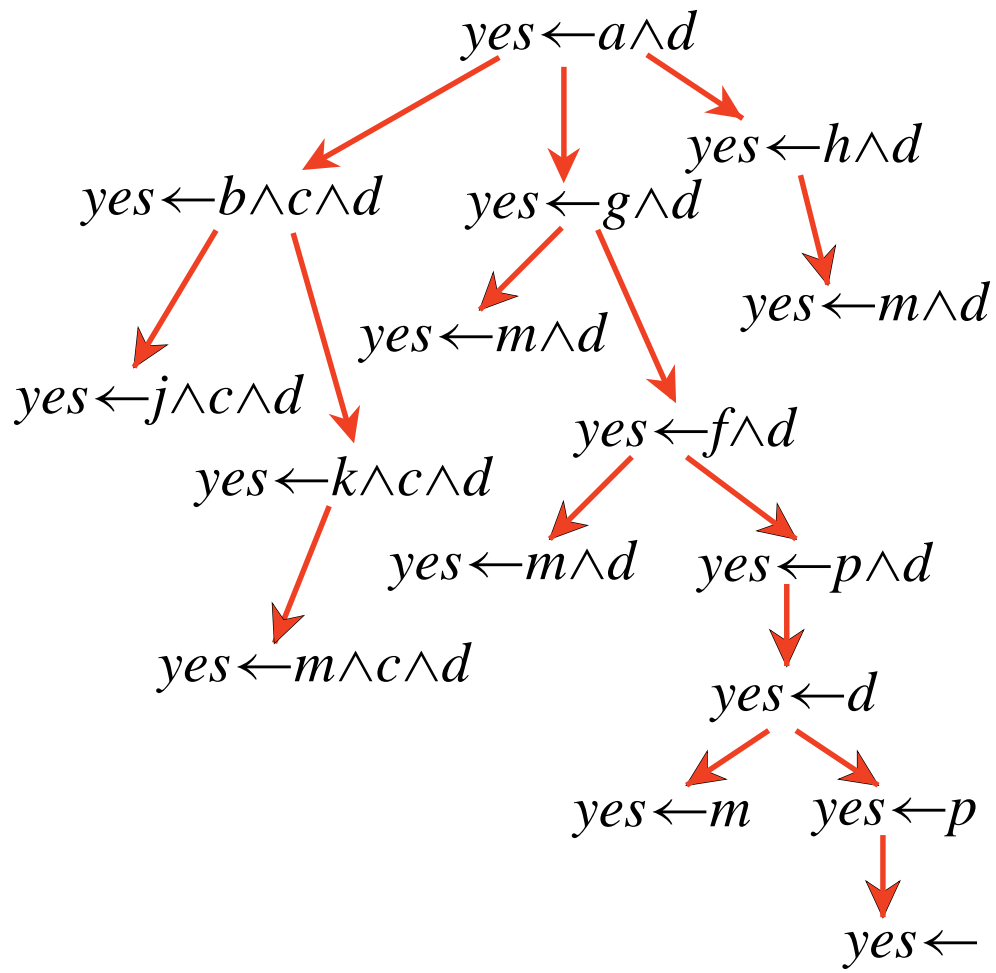 yes←a∧d
yes←h∧d
yes←b∧c∧d
yes←g∧d
yes←m∧d
yes←m∧d
yes←j∧c∧d
yes←f∧d
yes←k∧c∧d
yes←m∧d
yes←p∧d
yes←m∧c∧d
yes←d
yes←m
yes←p
yes←